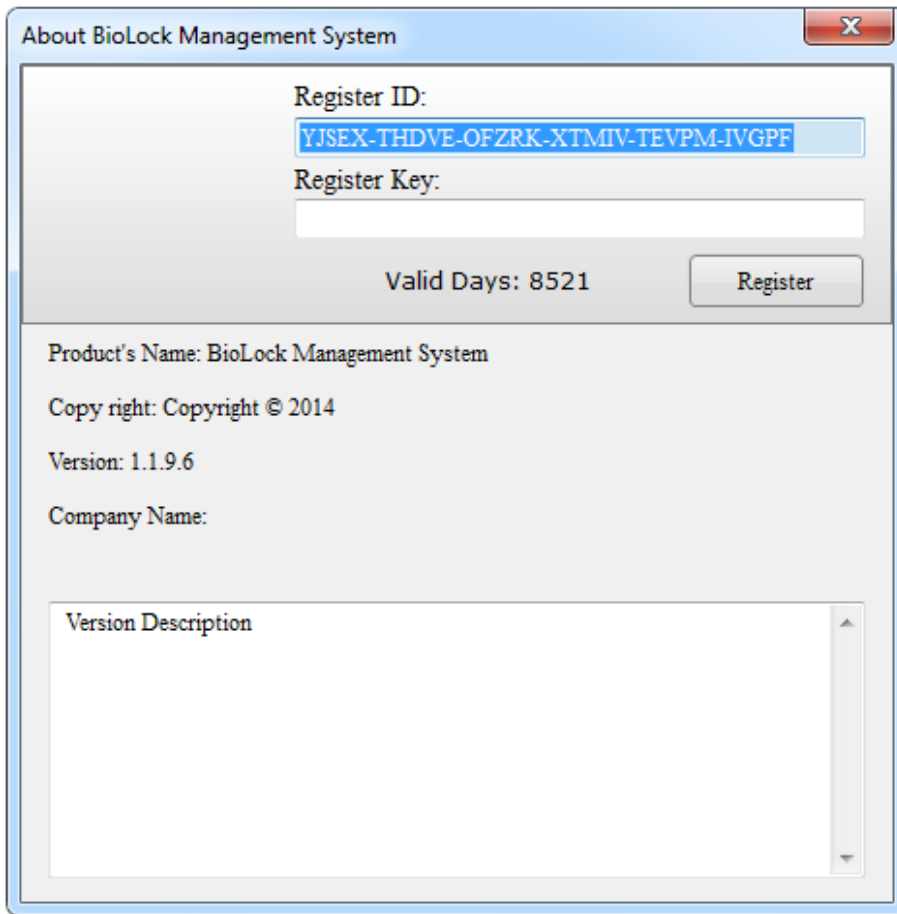 About BioLock Management System
Register ID:
YJSEX-THDVE-OFZRK-XTMIV-TEVPM-IVGPF
Register Key:
Valid Days: 8521
Register
Product's Name: BioLock Management System
Copy right: Copyright © 2014
Version: 1.1.9.6
Company Name:
Version Description